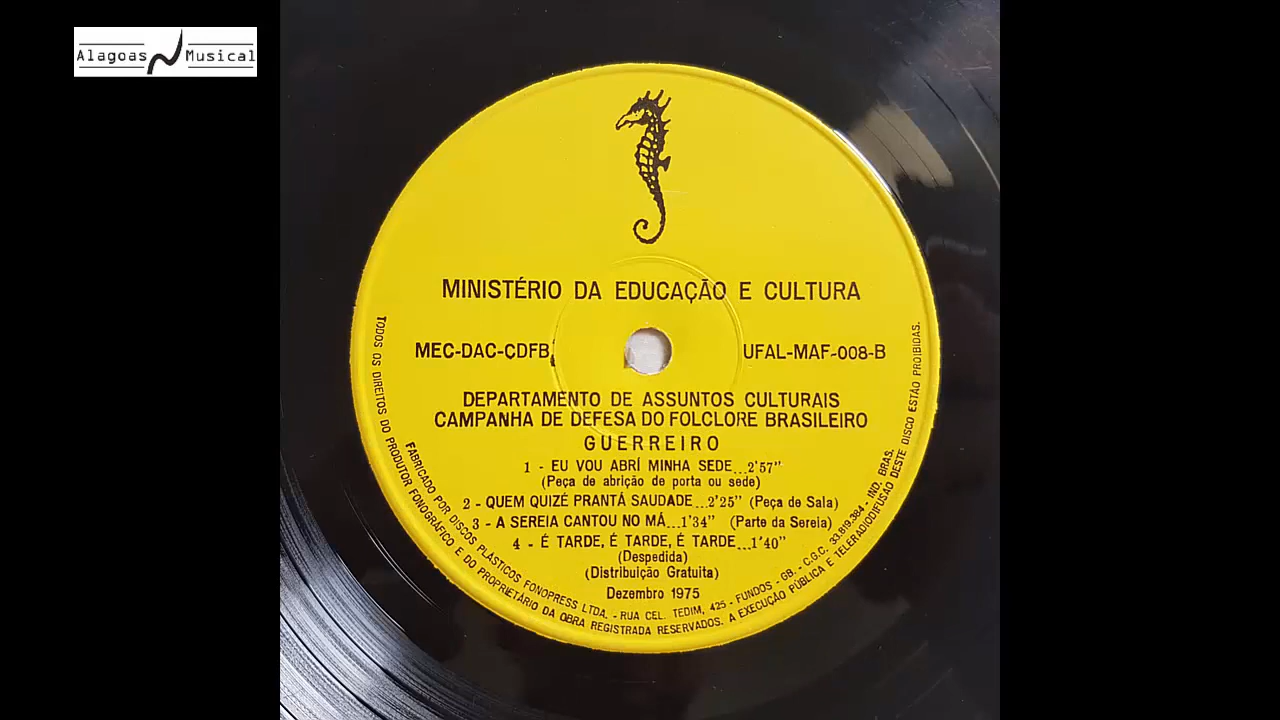 Alagoas Musical
MINISTÉRIO DA EDUCAÇÃO E CULTURA
MEC-DAC-CDFB
UFAL-MAF-008-B
DEPARTAMENTO DE ASSUNTOS CULTURAIS
CAMPANHA DE DEFESA DO FOLCLORE BRASILEIRO
GUERREIRO
1 - EU VOU ABRÍ MINHA SEDE...2'57"
(Peça de abrição de porta ou sede)
2 - QUEM QUIZÉ PRANTÁ SAUDADE...2'25" (Peça de Sala)
3 - A SEREIA CANTOU NO MÁ...1'34" (Parte da Sereia)
4 - É TARDE, É TARDE, É TARDE...1'40"
(Despedida)
(Distribuição Gratuita)
Dezembro 1975
FABRICADO POR DISCOS PLASTICOS FONOPRESS LTDA. - RUA CEL. TEDIM, 425 - FUNDOS - GB. - C.G.C. 33.819.384 - IND. BRAS.
TODOS OS DIREITOS DO PRODUTOR FONOGRÁFICO E DO PROPRIETÁRIO DA OBRA REGISTRADA RESERVADOS. A EXECUÇÃO PÚBLICA E TELERADIODIFUSÃO DESTE DISCO ESTÃO PROIBIDAS.